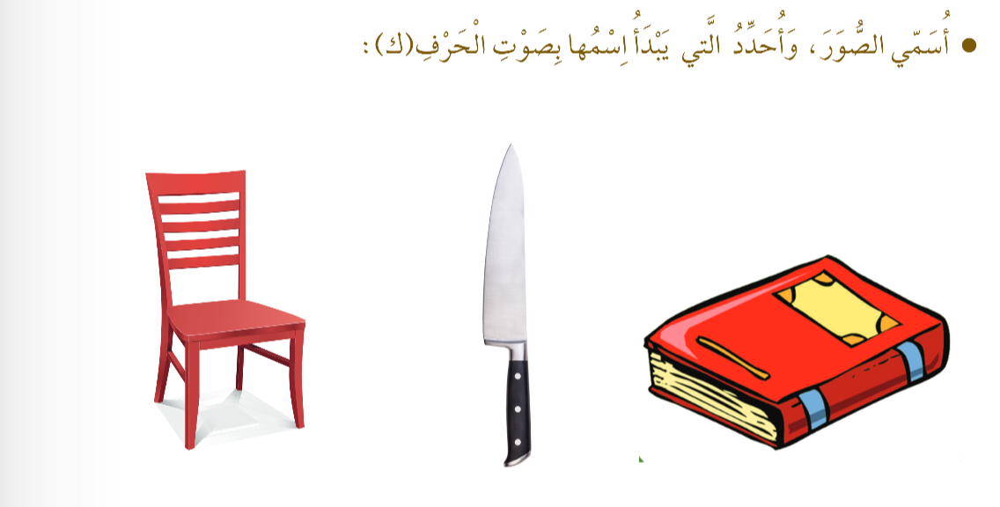 • أُسَمّي الصُّوَرَ، وَأُحَدِّدُ الَّتي يَبْدَأُ اِسْمُها بِصَوْتِ الْحَرْفِ(ك):